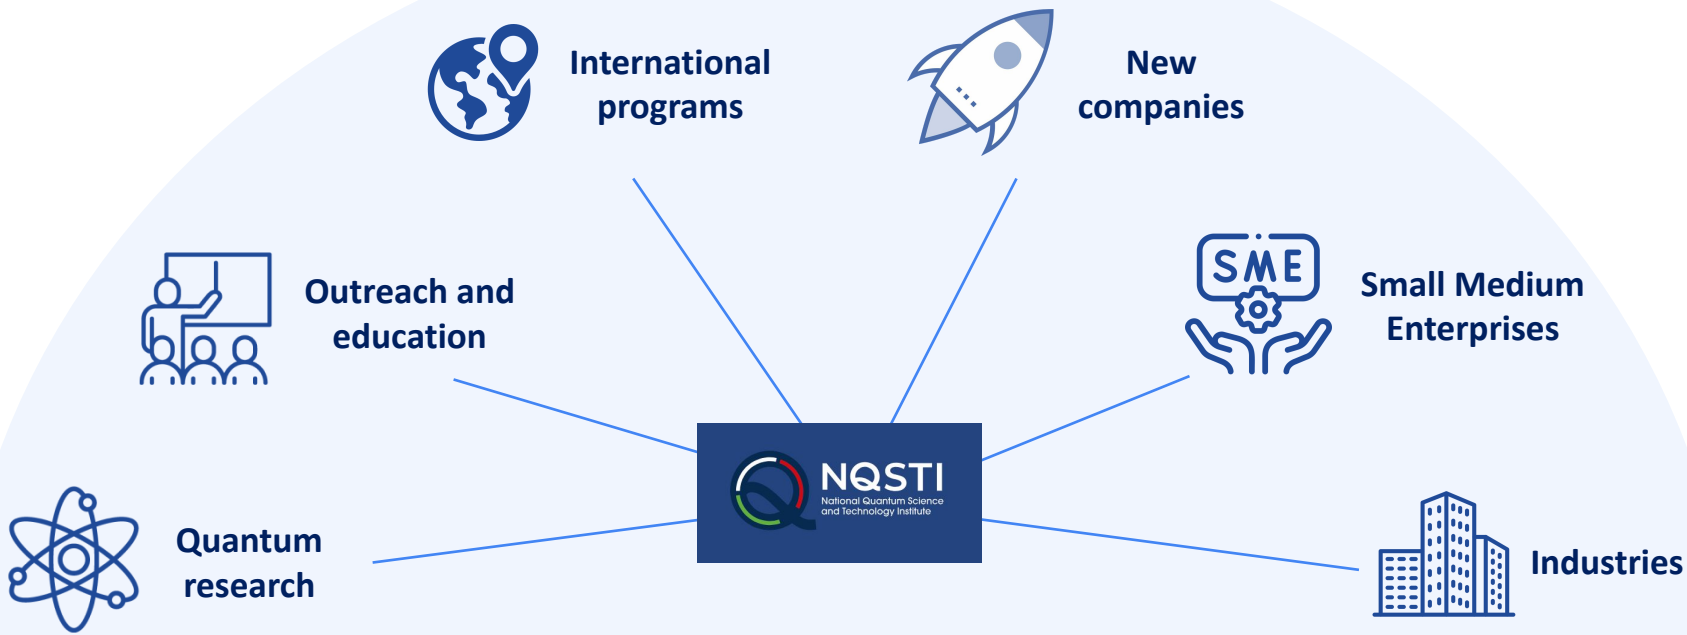 International
programs
New
companies
Outreach and
education
SME
Small Medium
Enterprises
NQSTI
National Quantum Science
and Technology Institute
Quantum
research
Industries